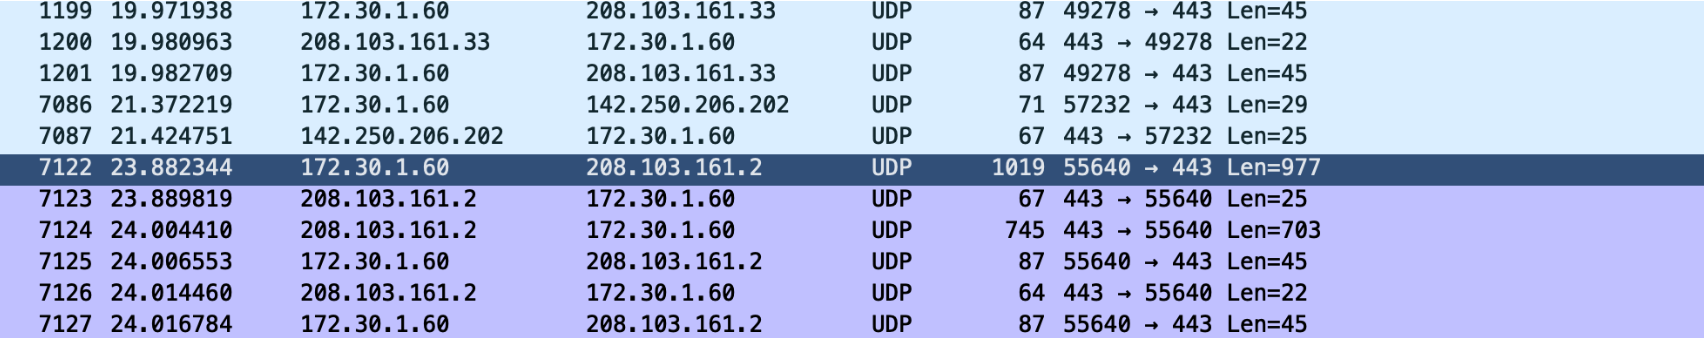 1199 19.971938 172.30.1.60 208.103.161.33 UDP 87 49278 → 443 Len=45
1200 19.980963 208.103.161.33 172.30.1.60 UDP 64 443 → 49278 Len=22
1201 19.982709 172.30.1.60 208.103.161.33 UDP 87 49278 → 443 Len=45
7086 21.372219 172.30.1.60 142.250.206.202 UDP 71 57232 → 443 Len=29
7087 21.424751 142.250.206.202 172.30.1.60 UDP 67 443 → 57232 Len=25
7122 23.882344 172.30.1.60 208.103.161.2 UDP 1019 55640 → 443 Len=977
7123 23.889819 208.103.161.2 172.30.1.60 UDP 67 443 → 55640 Len=25
7124 24.004410 208.103.161.2 172.30.1.60 UDP 745 443 → 55640 Len=703
7125 24.006553 172.30.1.60 208.103.161.2 UDP 87 55640 → 443 Len=45
7126 24.014460 208.103.161.2 172.30.1.60 UDP 64 443 → 55640 Len=22
7127 24.016784 172.30.1.60 208.103.161.2 UDP 87 55640 → 443 Len=45